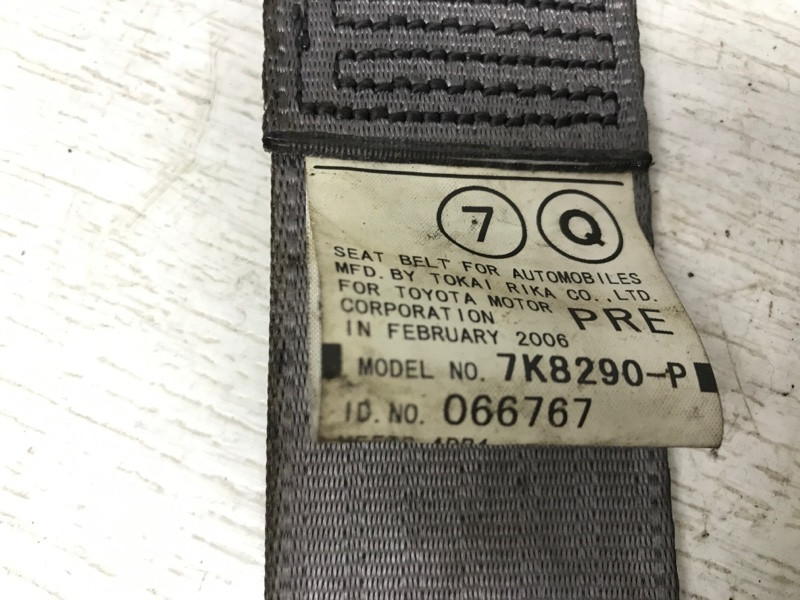 7 Q
SEAT BELT FOR AUTOMOBILES
MFD. BY TOKAI RIKA CO.,LTD.
FOR TOYOTA MOTOR
CORPORATION PRE
IN FEBRUARY 2006
MODEL NO. 7K8290-P
ID.NO. 066767